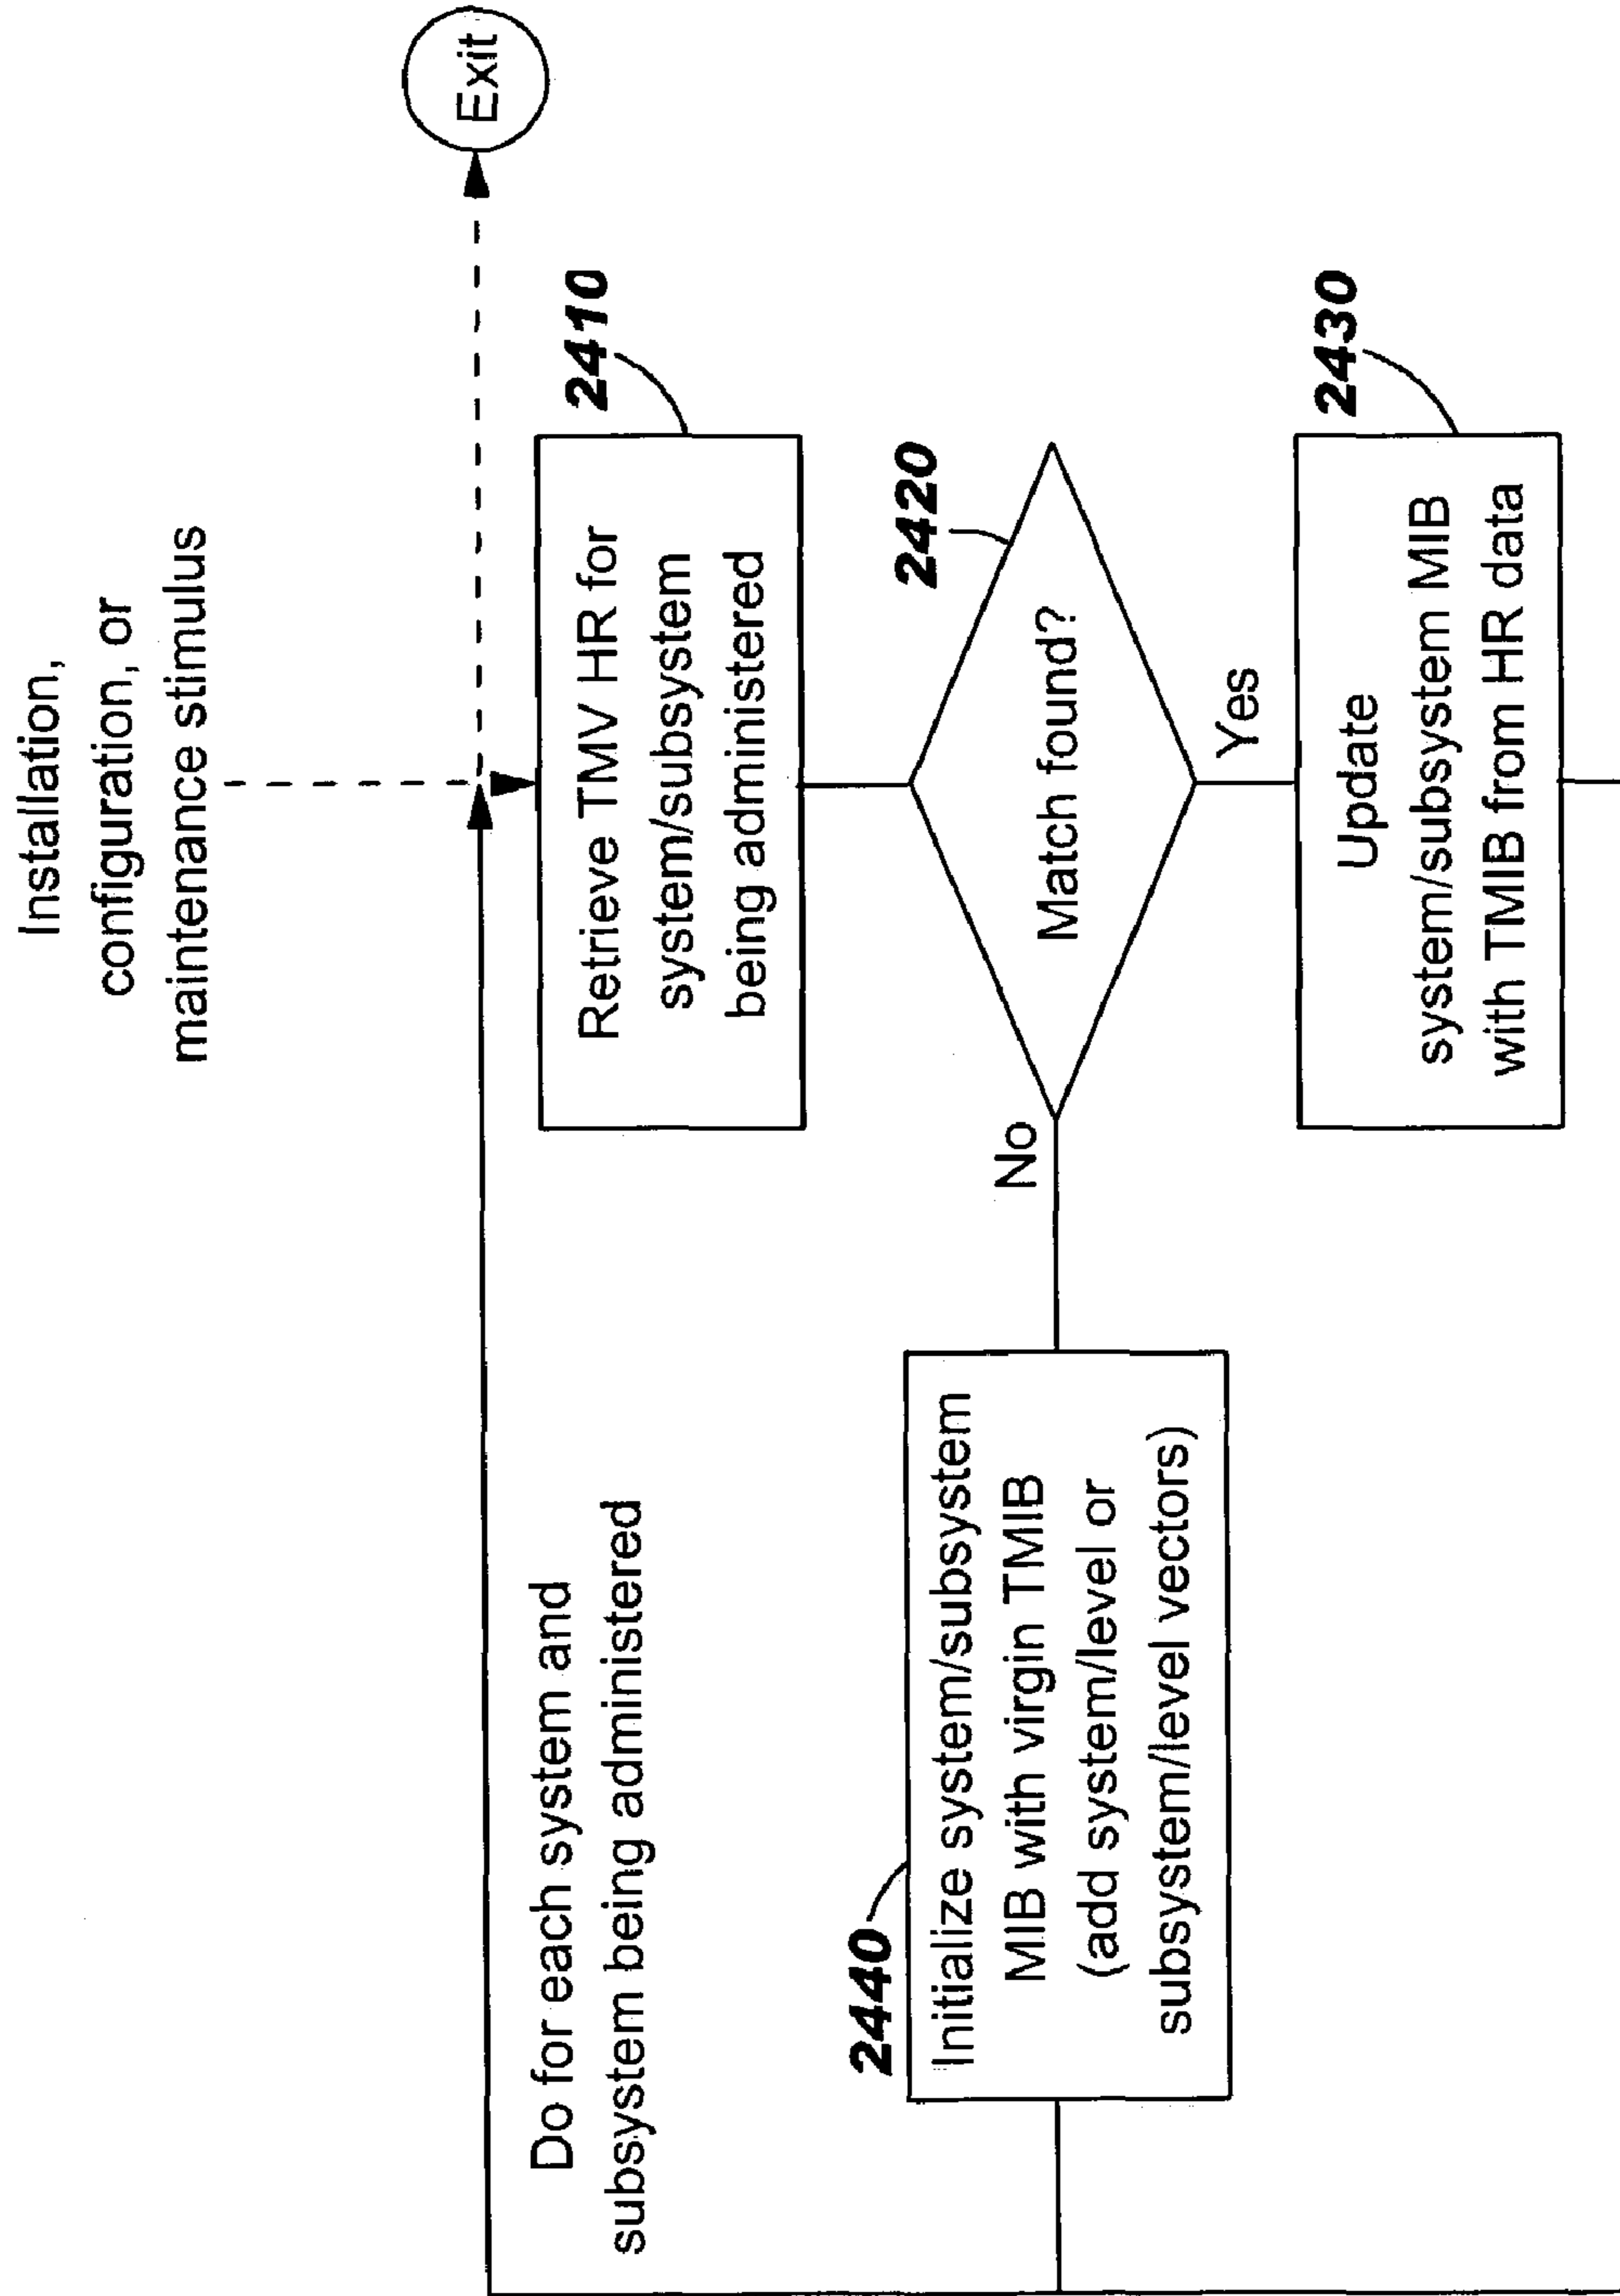 Installation,
configuration, or
maintenance stimulus
Exit
Do for each system and
subsystem being administered
2410
Retrieve TMV HR for
system/subsystem
being administered
2420
Match found?
No
Yes
2440
Initialize system/subsystem
MIB with virgin TMIB
(add system/level or
subsystem/level vectors)
2430
Update
system/subsystem MIB
with TMIB from HR data